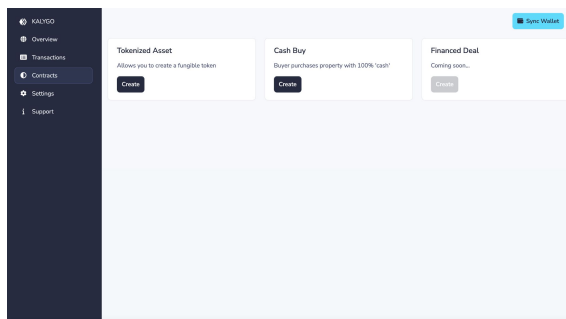 KALYGO
Overview
Transactions
Contracts
Settings
Support
Sync Wallet
Tokenized Asset
Allows you to create a fungible token
Create
Cash Buy
Buyer purchases property with 100% 'cash'
Create
Financed Deal
Coming soon...
Create